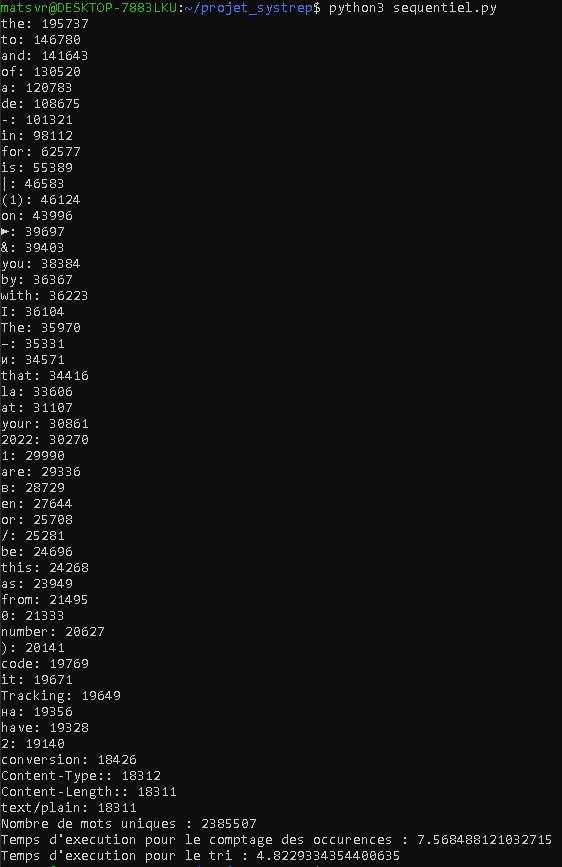 matsvr@DESKTOP-7883LKU:~/projet_systrep$ python3 sequentiel.py
the: 195737
to: 146780
and: 141643
of: 130520
a: 120783
de: 108675
-: 101321
in: 98112
for: 62577
is: 55389
|: 46583
(1): 46124
on: 43996
►: 39697
&: 39403
you: 38384
by: 36367
with: 36223
I: 36104
The: 35970
–: 35331
и: 34571
that: 34416
la: 33606
at: 31107
your: 30861
2022: 30270
1: 29990
are: 29336
в: 28729
en: 27644
or: 25708
/: 25281
be: 24696
this: 24268
as: 23949
from: 21495
0: 21333
number: 20627
): 20141
code: 19769
it: 19671
Tracking: 19649
на: 19356
have: 19328
2: 19140
conversion: 18426
Content-Type:: 18312
Content-Length:: 18311
text/plain: 18311
Nombre de mots uniques : 2385507
Temps d'execution pour le comptage des occurences : 7.568488121032715
Temps d'execution pour le tri : 4.8229334354400635